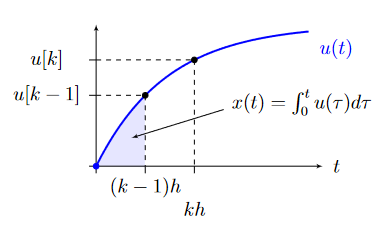 u(t)
u[k]
u[k − 1]
x(t) = ∫₀ᵗ u(τ)dτ
t
(k − 1)h
kh